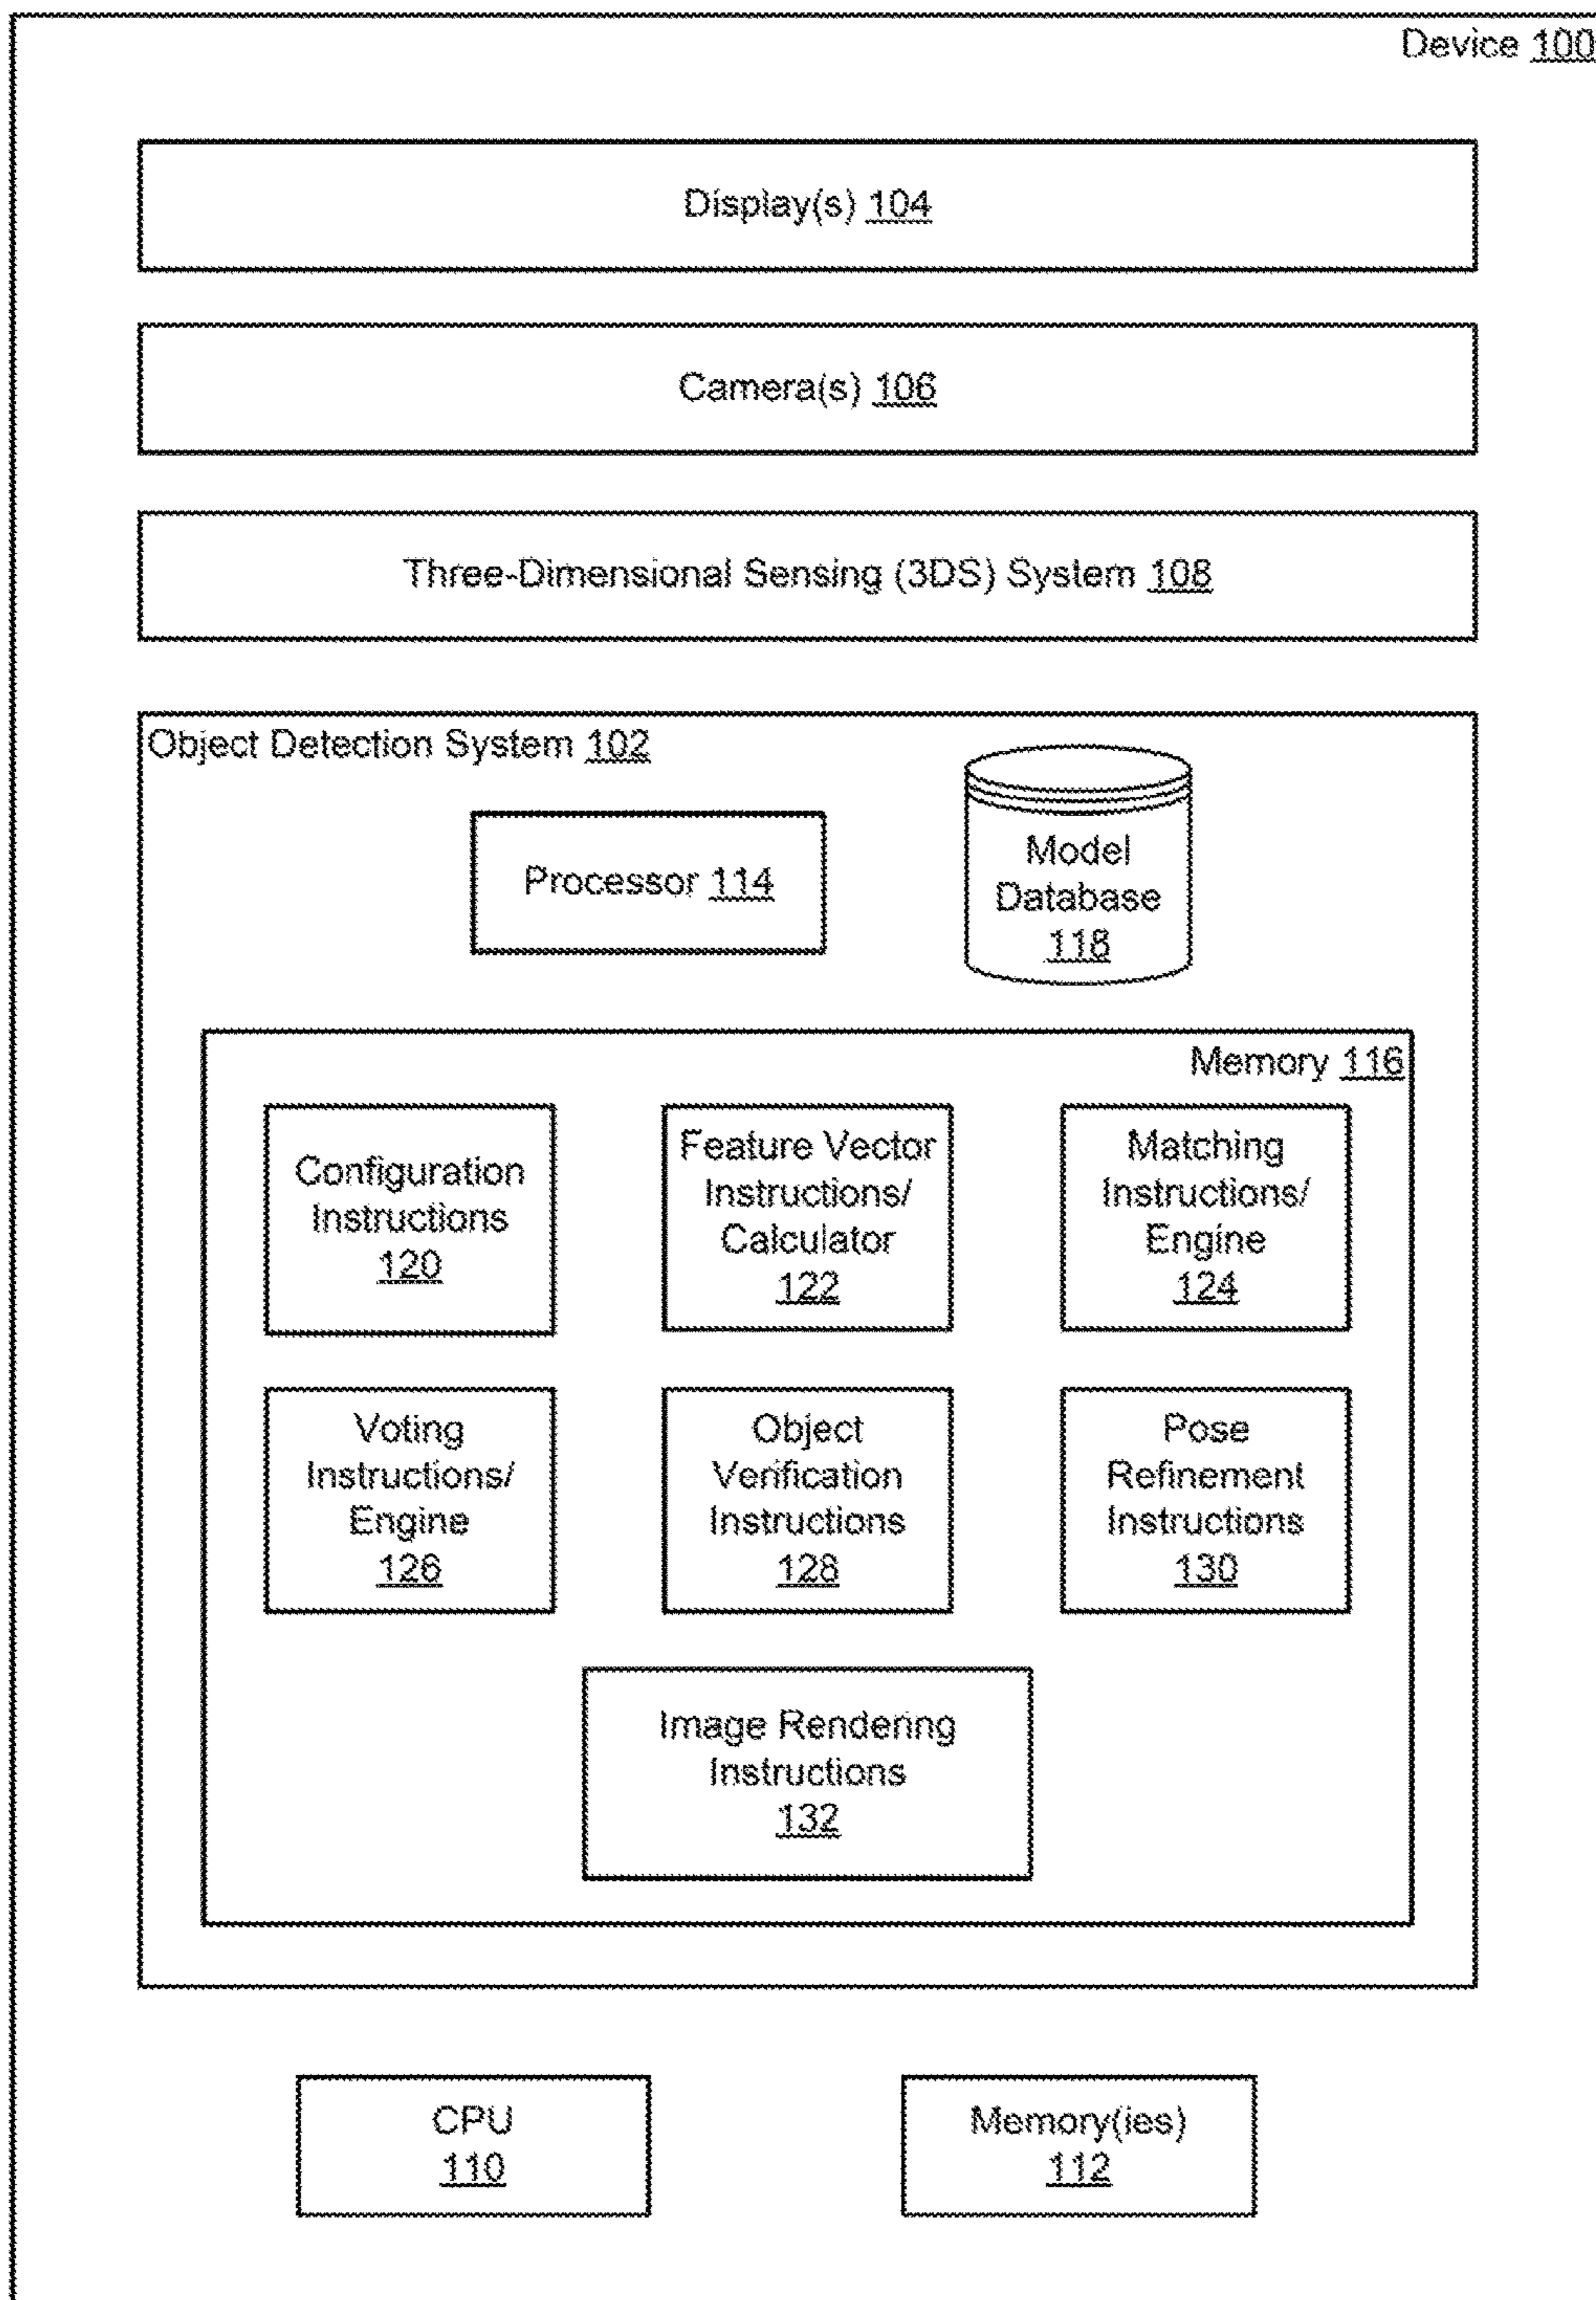 Device 100
Display(s) 104
Camera(s) 106
Three-Dimensional Sensing (3DS) System 108
Object Detection System 102
Processor 114
Model
Database
118
Memory 116
Configuration
Instructions
120
Feature Vector
Instructions/
Calculator
122
Matching
Instructions/
Engine
124
Voting
Instructions/
Engine
126
Object
Verification
Instructions
128
Pose
Refinement
Instructions
130
Image Rendering
Instructions
132
CPU
110
Memory(ies)
112